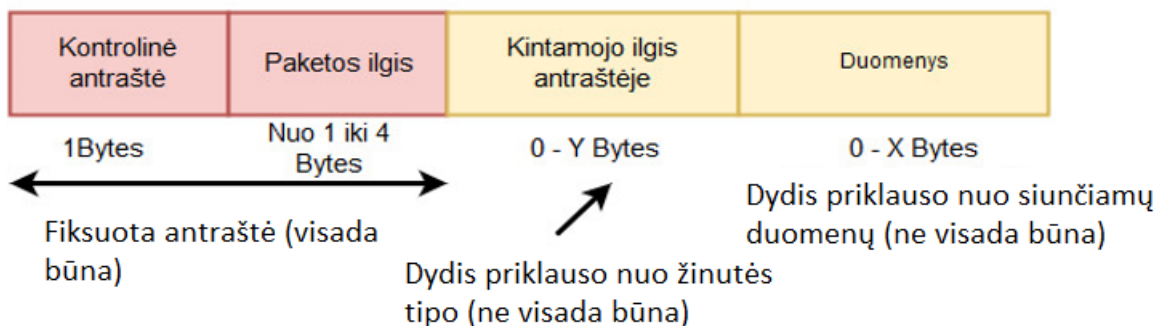 Kontrolinė
antraštė
Paketos ilgis
Kintamojo ilgis
antraštėje
Duomenys
1Bytes
Nuo 1 iki 4
Bytes
0 - Y Bytes
0 - X Bytes
Fiksuota antraštė (visada
būna)
Dydis priklauso nuo žinutės
tipo (ne visada būna)
Dydis priklauso nuo siunčiamų
duomenų (ne visada būna)